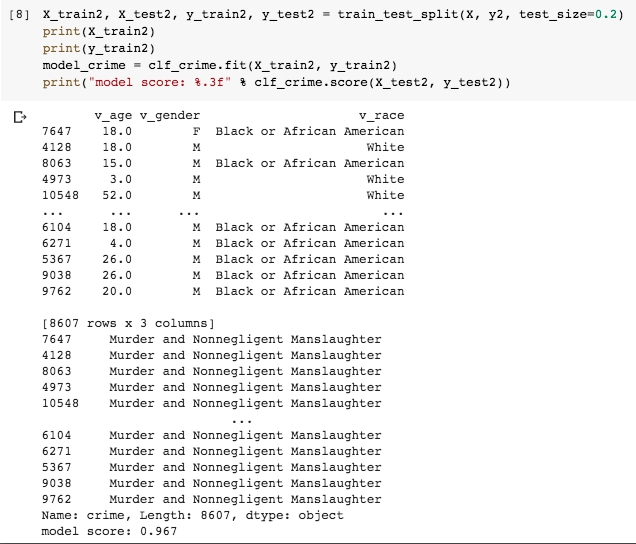 [8] X_train2, X_test2, y_train2, y_test2 = train_test_split(X, y2, test_size=0.2)
print(X_train2)
print(y_train2)
model_crime = clf_crime.fit(X_train2, y_train2)
print("model score: %.3f" % clf_crime.score(X_test2, y_test2))
v_age v_gender v_race
7647 18.0 F Black or African American
4128 18.0 M White
8063 15.0 M Black or African American
4973 3.0 M White
10548 52.0 M White
... ... ... ...
6104 18.0 M Black or African American
6271 4.0 M Black or African American
5367 26.0 M Black or African American
9038 26.0 M Black or African American
9762 20.0 M Black or African American
[8607 rows x 3 columns]
7647 Murder and Nonnegligent Manslaughter
4128 Murder and Nonnegligent Manslaughter
8063 Murder and Nonnegligent Manslaughter
4973 Murder and Nonnegligent Manslaughter
10548 Murder and Nonnegligent Manslaughter
...
6104 Murder and Nonnegligent Manslaughter
6271 Murder and Nonnegligent Manslaughter
5367 Murder and Nonnegligent Manslaughter
9038 Murder and Nonnegligent Manslaughter
9762 Murder and Nonnegligent Manslaughter
Name: crime, Length: 8607, dtype: object
model score: 0.967